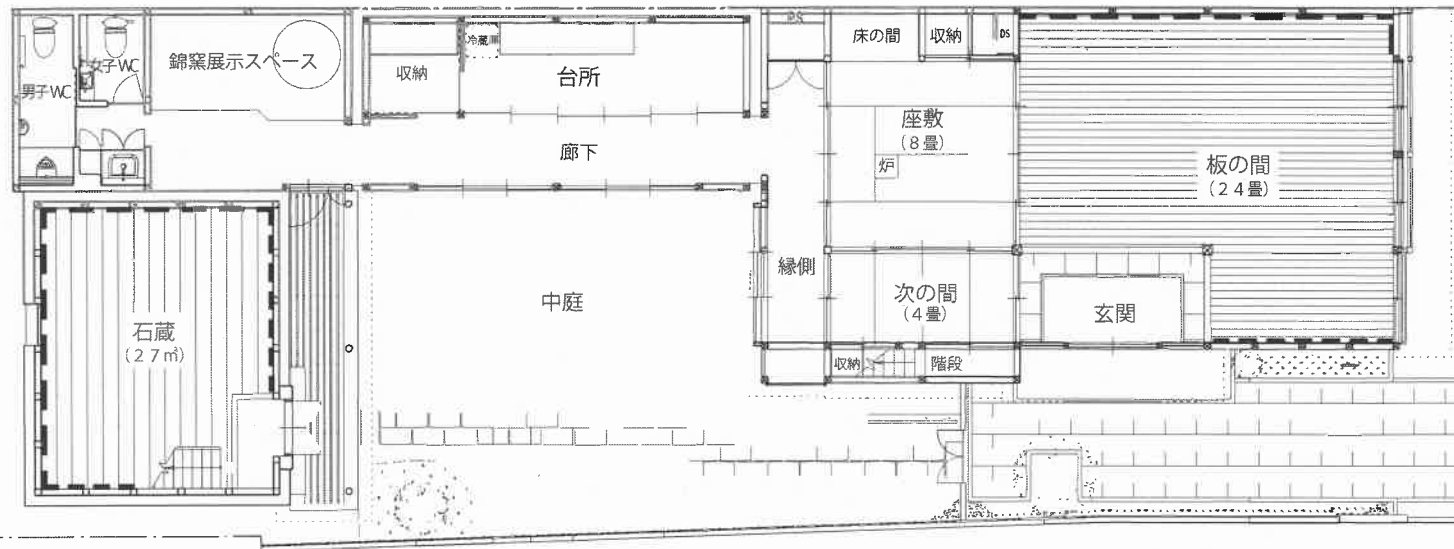 男子WC
女子WC
錦窯展示スペース
収納
冷蔵庫
台所
廊下
PS
床の間
収納
DS
座敷
(8畳)
炉
板の間
(24畳)
縁側
次の間
(4畳)
玄関
収納
階段
中庭
石蔵
(27㎡)